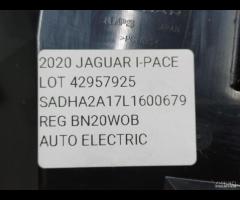 2020 JAGUAR I-PACE
LOT 42957925
SADHA2A17L1600679
REG BN20WOB
AUTO ELECTRIC